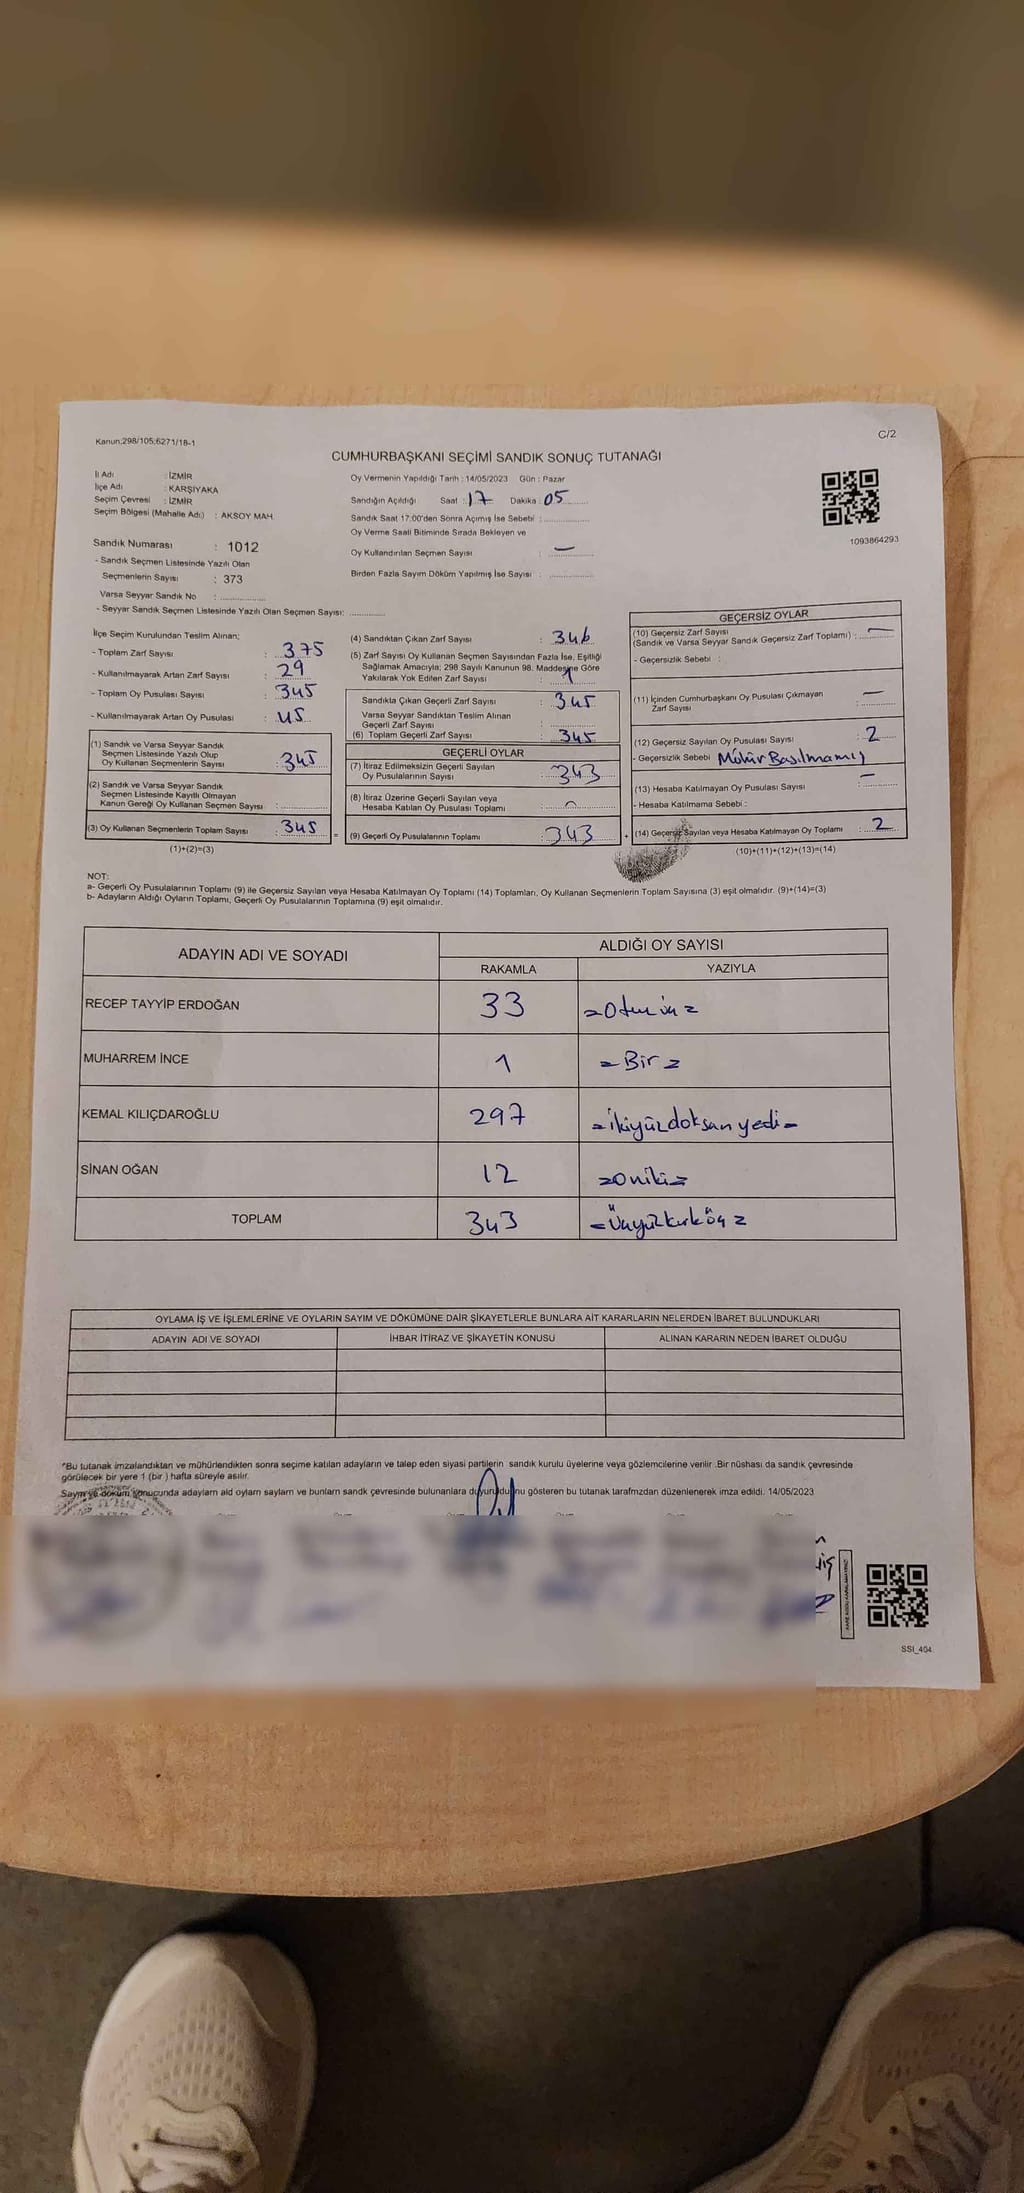 Kanun:298/105;6271/18-1
C/2
CUMHURBAŞKANI SEÇİMİ SANDIK SONUÇ TUTANAĞI
İl Adı : İZMİR
İlçe Adı : KARŞIYAKA
Seçim Çevresi : İZMİR
Seçim Bölgesi (Mahalle Adı) : AKSOY MAH.
Sandık Numarası : 1012
- Sandık Seçmen Listesinde Yazılı Olan
Seçmenlerin Sayısı : 373
Varsa Seyyar Sandık No :
- Seyyar Sandık Seçmen Listesinde Yazılı Olan Seçmen Sayısı:
Oy Vermenin Yapıldığı Tarih : 14/05/2023 Gün : Pazar
Sandığın Açıldığı Saat : 17 Dakika : 05
Sandık Saat 17:00'den Sonra Açımış İse Sebebi :
Oy Verme Saati Bitiminde Sırada Bekleyen ve
Oy Kullandırılan Seçmen Sayısı : —
Birden Fazla Sayım Döküm Yapılmış İse Sayısı :
1093864293
İlçe Seçim Kurulundan Teslim Alınan;
- Toplam Zarf Sayısı : 375
- Kullanılmayarak Artan Zarf Sayısı : 29
- Toplam Oy Pusulası Sayısı : 345
- Kullanılmayarak Artan Oy Pusulası : 45
(1) Sandık ve Varsa Seyyar Sandık
Seçmen Listesinde Yazılı Olup
Oy Kullanan Seçmenlerin Sayısı : 345
(2) Sandık ve Varsa Seyyar Sandık
Seçmen Listesinde Kayıtlı Olmayan
Kanun Gereği Oy Kullanan Seçmen Sayısı :
(3) Oy Kullanan Seçmenlerin Toplam Sayısı : 345
(1)+(2)=(3)
(4) Sandıktan Çıkan Zarf Sayısı : 346
(5) Zarf Sayısı Oy Kullanan Seçmen Sayısından Fazla İse, Eşitliği
Sağlamak Amacıyla; 298 Sayılı Kanunun 98. Maddesine Göre
Yakılarak Yok Edilen Zarf Sayısı : 1
Sandıkta Çıkan Geçerli Zarf Sayısı : 345
Varsa Seyyar Sandıktan Teslim Alınan
Geçerli Zarf Sayısı
(6) Toplam Geçerli Zarf Sayısı : 345
GEÇERLİ OYLAR
(7) İtiraz Edilmeksizin Geçerli Sayılan
Oy Pusulalarının Sayısı : 343
(8) İtiraz Üzerine Geçerli Sayılan veya
Hesaba Katılan Oy Pusulası Toplamı :
(9) Geçerli Oy Pusulalarının Toplamı : 343
GEÇERSİZ OYLAR
(10) Geçersiz Zarf Sayısı
(Sandık ve Varsa Seyyar Sandık Geçersiz Zarf Toplamı) : —
- Geçersizlik Sebebi :
(11) İçinden Cumhurbaşkanı Oy Pusulası Çıkmayan
Zarf Sayısı : —
(12) Geçersiz Sayılan Oy Pusulası Sayısı : 2
- Geçersizlik Sebebi Mühür Basılmamış
(13) Hesaba Katılmayan Oy Pusulası Sayısı : —
- Hesaba Katılmama Sebebi :
(14) Geçersiz Sayılan veya Hesaba Katılmayan Oy Toplamı : 2
(10)+(11)+(12)+(13)=(14)
NOT:
a- Geçerli Oy Pusulalarının Toplamı (9) ile Geçersiz Sayılan veya Hesaba Katılmayan Oy Toplamı (14) Toplamları, Oy Kullanan Seçmenlerin Toplam Sayısına (3) eşit olmalıdır. (9)+(14)=(3)
b- Adayların Aldığı Oyların Toplamı, Geçerli Oy Pusulalarının Toplamına (9) eşit olmalıdır.
ADAYIN ADI VE SOYADI ALDIĞI OY SAYISI
RAKAMLA YAZIYLA
RECEP TAYYİP ERDOĞAN 33 =Otuzüç=
MUHARREM İNCE 1 =Bir=
KEMAL KILIÇDAROĞLU 297 =ikiyüzdoksanyedi=
SİNAN OĞAN 12 =oniki=
TOPLAM 343 =Üçyüzkırküç=
OYLAMA İŞ VE İŞLEMLERİNE VE OYLARIN SAYIM VE DÖKÜMÜNE DAİR ŞİKAYETLERLE BUNLARA AİT KARARLARIN NELERDEN İBARET BULUNDUKLARI
ADAYIN ADI VE SOYADI İHBAR İTİRAZ VE ŞİKAYETİN KONUSU ALINAN KARARIN NEDEN İBARET OLDUĞU
*Bu tutanak imzalandıktan ve mühürlendikten sonra seçime katılan adayların ve talep eden siyasi partilerin sandık kurulu üyelerine veya gözlemcilerine verilir .Bir nüshası da sandık çevresinde
görülecek bir yere 1 (bir ) hafta süreyle asılır.
Sayım ve döküm sonucunda adayların aldı oyların sayların ve bunların sandık çevresinde bulunanlara duyurulduğunu gösteren bu tutanak tarafmzdan düzenlenerek imza edildi. 14/05/2023
SSI_404